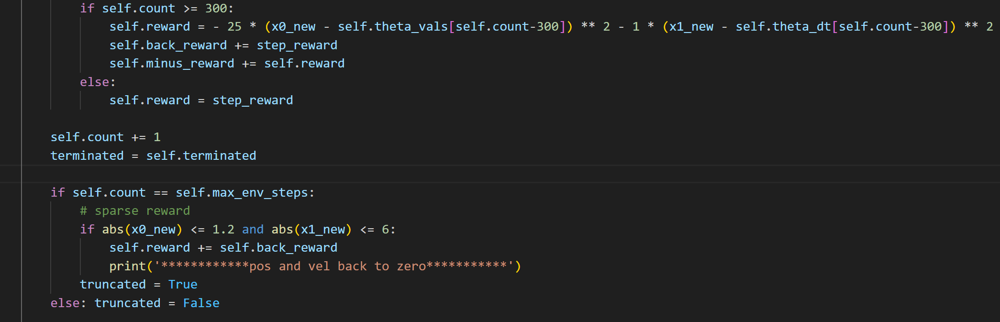 if self.count >= 300:
self.reward = - 25 * (x0_new - self.theta_vals[self.count-300]) ** 2 - 1 * (x1_new - self.theta_dt[self.count-300]) ** 2
self.back_reward += step_reward
self.minus_reward += self.reward
else:
self.reward = step_reward
self.count += 1
terminated = self.terminated
if self.count == self.max_env_steps:
# sparse reward
if abs(x0_new) <= 1.2 and abs(x1_new) <= 6:
self.reward += self.back_reward
print('************pos and vel back to zero***********')
truncated = True
else: truncated = False